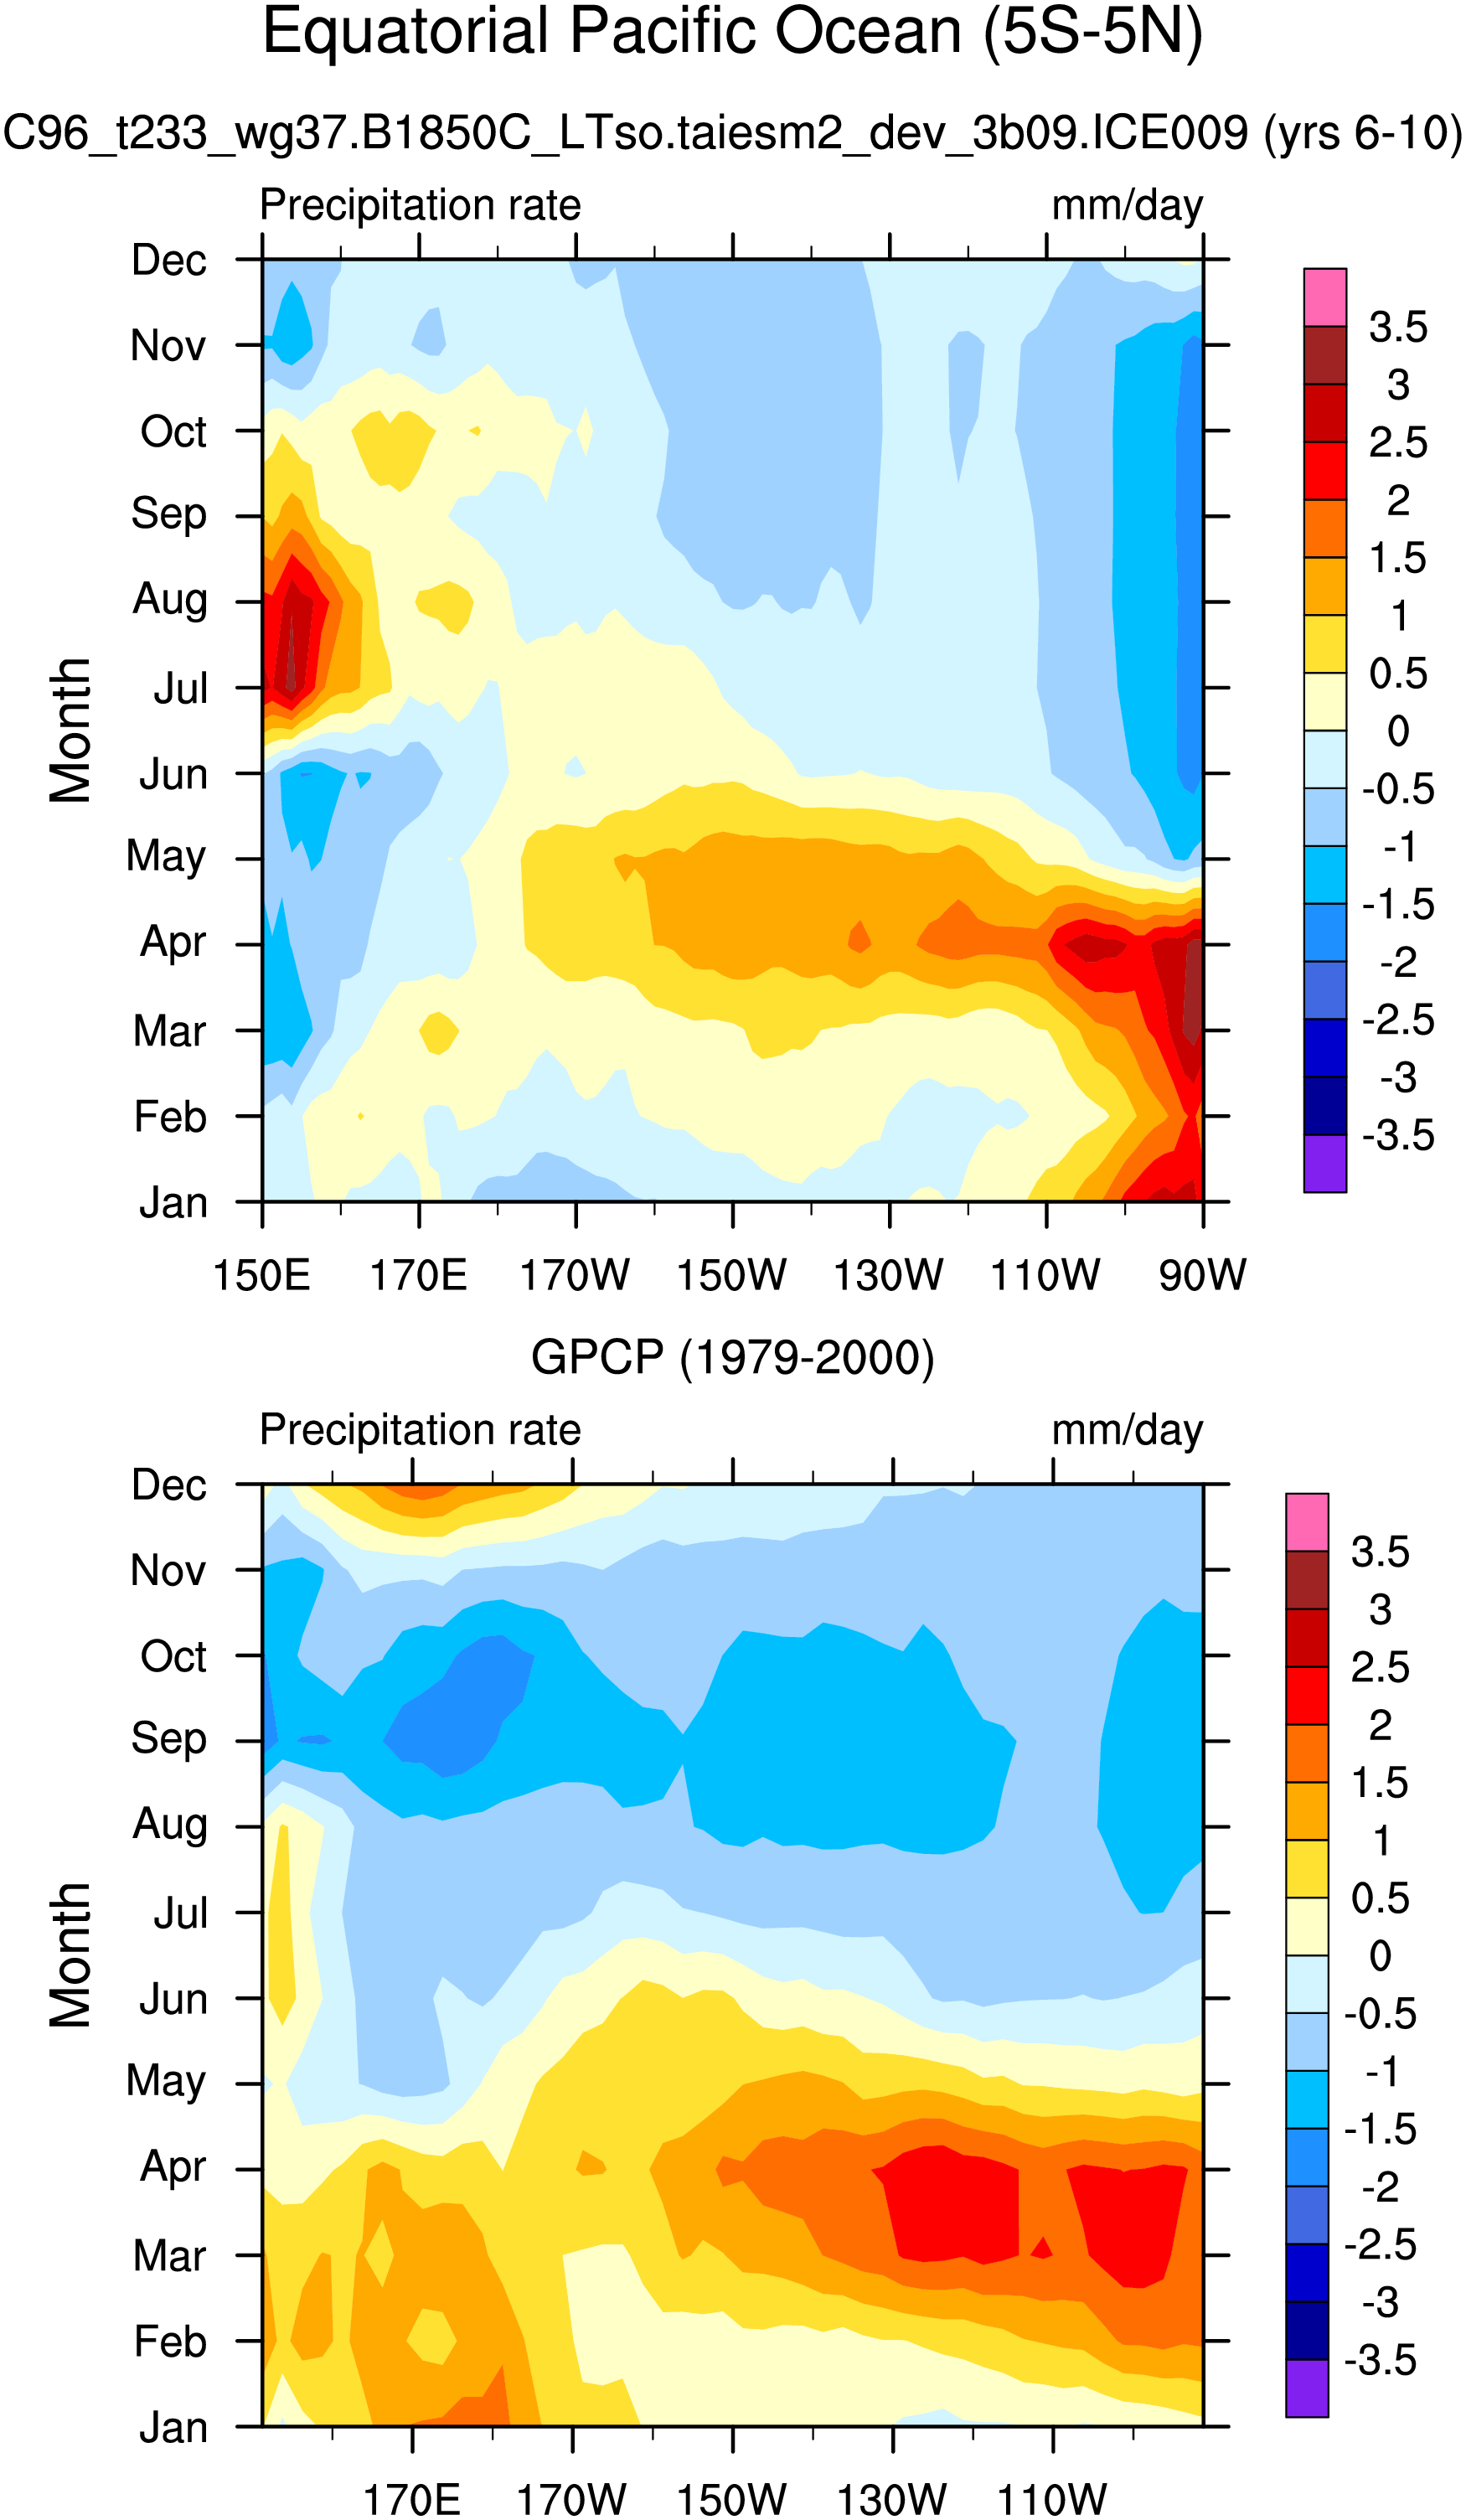 Equatorial Pacific Ocean (5S-5N)
C96_t233_wg37.B1850C_LTso.taiesm2_dev_3b09.ICE009 (yrs 6-10)
Precipitation rate mm/day
Dec
Nov
Oct
Sep
Aug
Jul
Jun
May
Apr
Mar
Feb
Jan
Month
150E 170E 170W 150W 130W 110W 90W
3.5
3
2.5
2
1.5
1
0.5
0
-0.5
-1
-1.5
-2
-2.5
-3
-3.5
GPCP (1979-2000)
Precipitation rate mm/day
Dec
Nov
Oct
Sep
Aug
Jul
Jun
May
Apr
Mar
Feb
Jan
Month
170E 170W 150W 130W 110W
3.5
3
2.5
2
1.5
1
0.5
0
-0.5
-1
-1.5
-2
-2.5
-3
-3.5